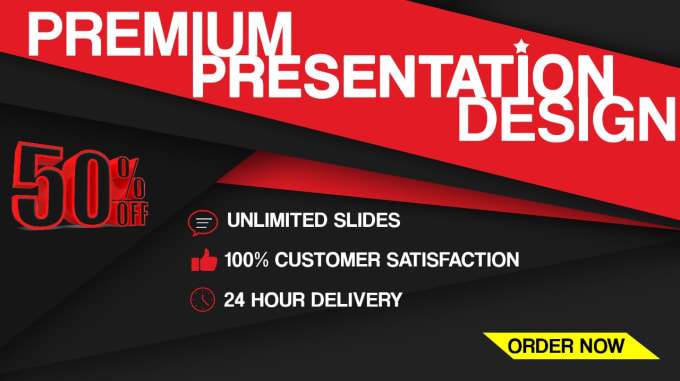 PREMIUM
PRESENTATION
DESIGN
50% OFF
UNLIMITED SLIDES
100% CUSTOMER SATISFACTION
24 HOUR DELIVERY
ORDER NOW